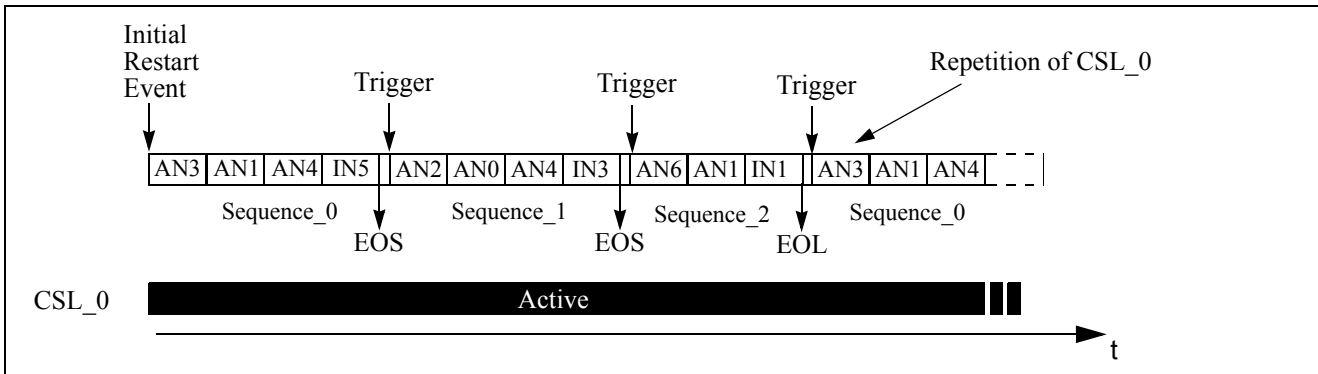 Initial
Restart
Event
Trigger
Trigger
Trigger
Repetition of CSL_0
AN3 AN1 AN4 IN5 AN2 AN0 AN4 IN3 AN6 AN1 IN1 AN3 AN1 AN4
Sequence_0 Sequence_1 Sequence_2 Sequence_0
EOS EOS EOL
CSL_0 Active
t